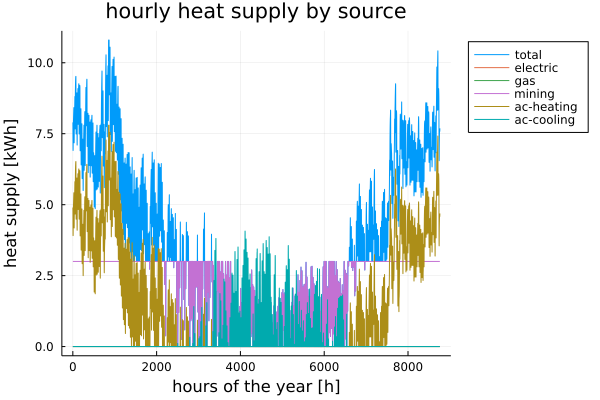 hourly heat supply by source
heat supply [kWh]
10.0
7.5
5.0
2.5
0.0
0
2000
4000
6000
8000
hours of the year [h]
total
electric
gas
mining
ac-heating
ac-cooling